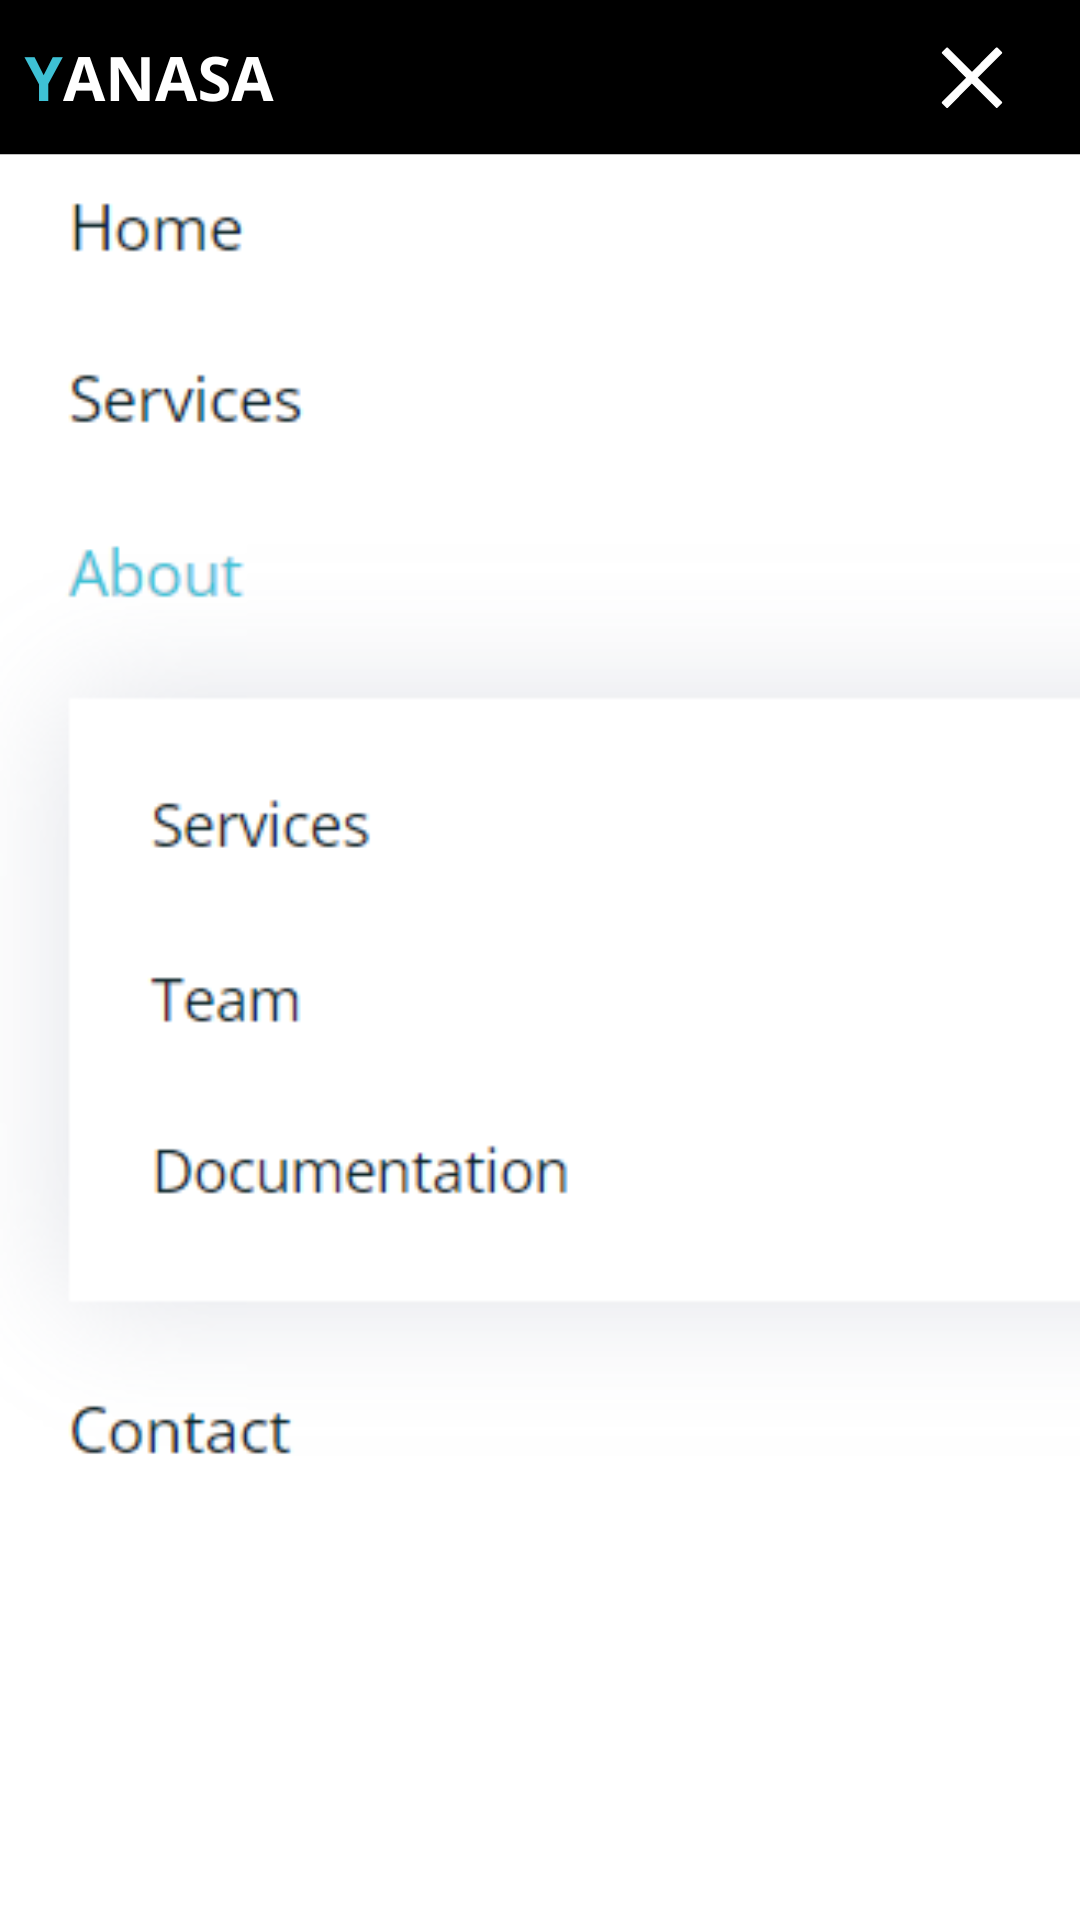 YANASA
Home
Services
About
Services
Team
Documentation
Contact